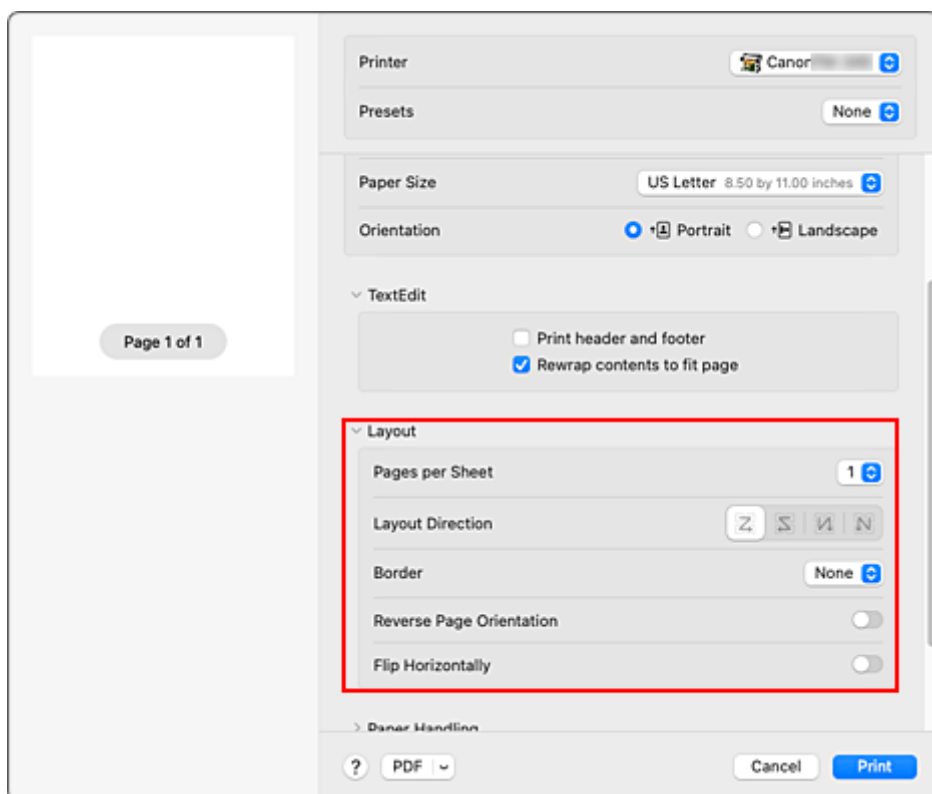 Printer Canon
Presets None
Paper Size US Letter 8.50 by 11.00 inches
Orientation Portrait Landscape
TextEdit
Print header and footer
Page 1 of 1
Rewrap contents to fit page
Layout
Pages per Sheet 1
Layout Direction
Border None
Reverse Page Orientation
Flip Horizontally
Paper Handling
? PDF Cancel Print